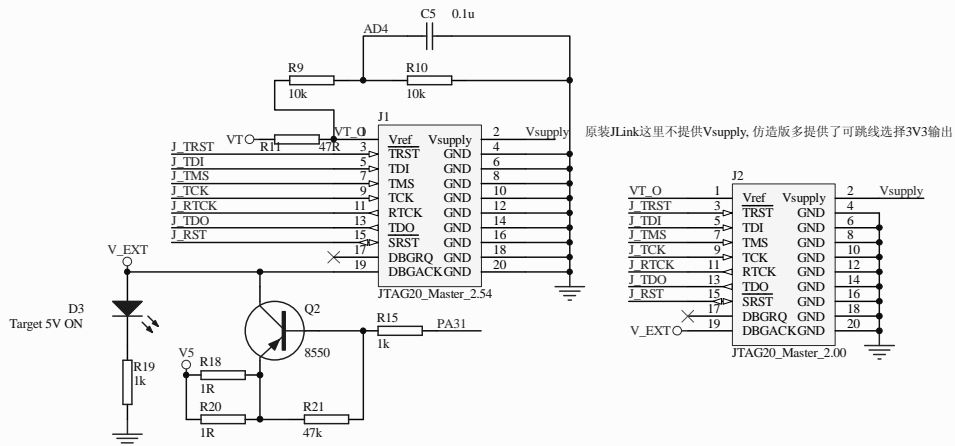 C5 0.1u
AD4
R9
10k
R10
10k
J1
VT
R11
47R
VT_O
1 Vref Vsupply 2 Vsupply
原装JLink这里不提供Vsupply, 仿造版多提供了可跳线选择3V3输出
J_TRST 3 TRST GND 4
J_TDI 5 TDI GND 6
J_TMS 7 TMS GND 8
J_TCK 9 TCK GND 10
J_RTCK 11 RTCK GND 12
J_TDO 13 TDO GND 14
J_RST 15 SRST GND 16
17 DBGRQ GND 18
19 DBGACK GND 20
JTAG20_Master_2.54
J2
VT_O 1 Vref Vsupply 2 Vsupply
J_TRST 3 TRST GND 4
J_TDI 5 TDI GND 6
J_TMS 7 TMS GND 8
J_TCK 9 TCK GND 10
J_RTCK 11 RTCK GND 12
J_TDO 13 TDO GND 14
J_RST 15 SRST GND 16
17 DBGRQ GND 18
V_EXT 19 DBGACK GND 20
JTAG20_Master_2.00
V_EXT
D3
Target 5V ON
R19
1k
Q2
8550
R15
1k
PA31
V5
R18
1R
R20
1R
R21
47k